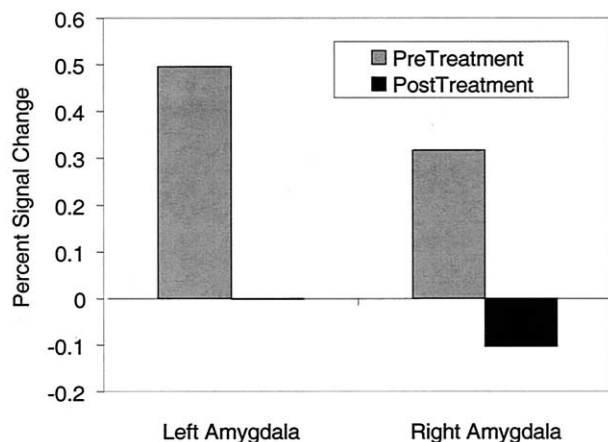 0.6
0.5
0.4
0.3
0.2
0.1
0
-0.1
-0.2
Percent Signal Change
PreTreatment
PostTreatment
Left Amygdala
Right Amygdala